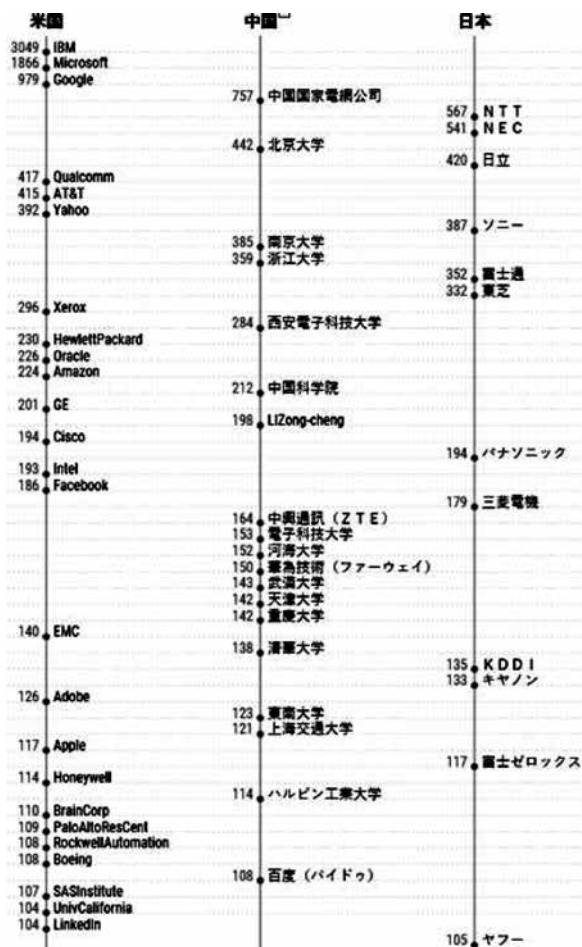 米国
3049 IBM
1866 Microsoft
979 Google
417 Qualcomm
415 AT&T
392 Yahoo
296 Xerox
230 HewlettPackard
226 Oracle
224 Amazon
201 GE
194 Cisco
193 Intel
186 Facebook
140 EMC
126 Adobe
117 Apple
114 Honeywell
110 BrainCorp
109 PaloAltoResCent
108 RockwellAutomation
108 Boeing
107 SASInstitute
104 UnivCalifornia
104 LinkedIn
中国
757 中国国家電網公司
442 北京大学
385 南京大学
359 浙江大学
284 西安電子科技大学
212 中国科学院
198 LIZong-cheng
164 中興通訊（ＺＴＥ）
153 電子科技大学
152 河海大学
150 華為技術（ファーウェイ）
143 武漢大学
142 天津大学
142 重慶大学
138 清華大学
123 東南大学
121 上海交通大学
114 ハルビン工業大学
108 百度（バイドゥ）
日本
567 ＮＴＴ
541 ＮＥＣ
420 日立
387 ソニー
352 富士通
332 東芝
194 パナソニック
179 三菱電機
135 ＫＤＤＩ
133 キヤノン
117 富士ゼロックス
105 ヤフー